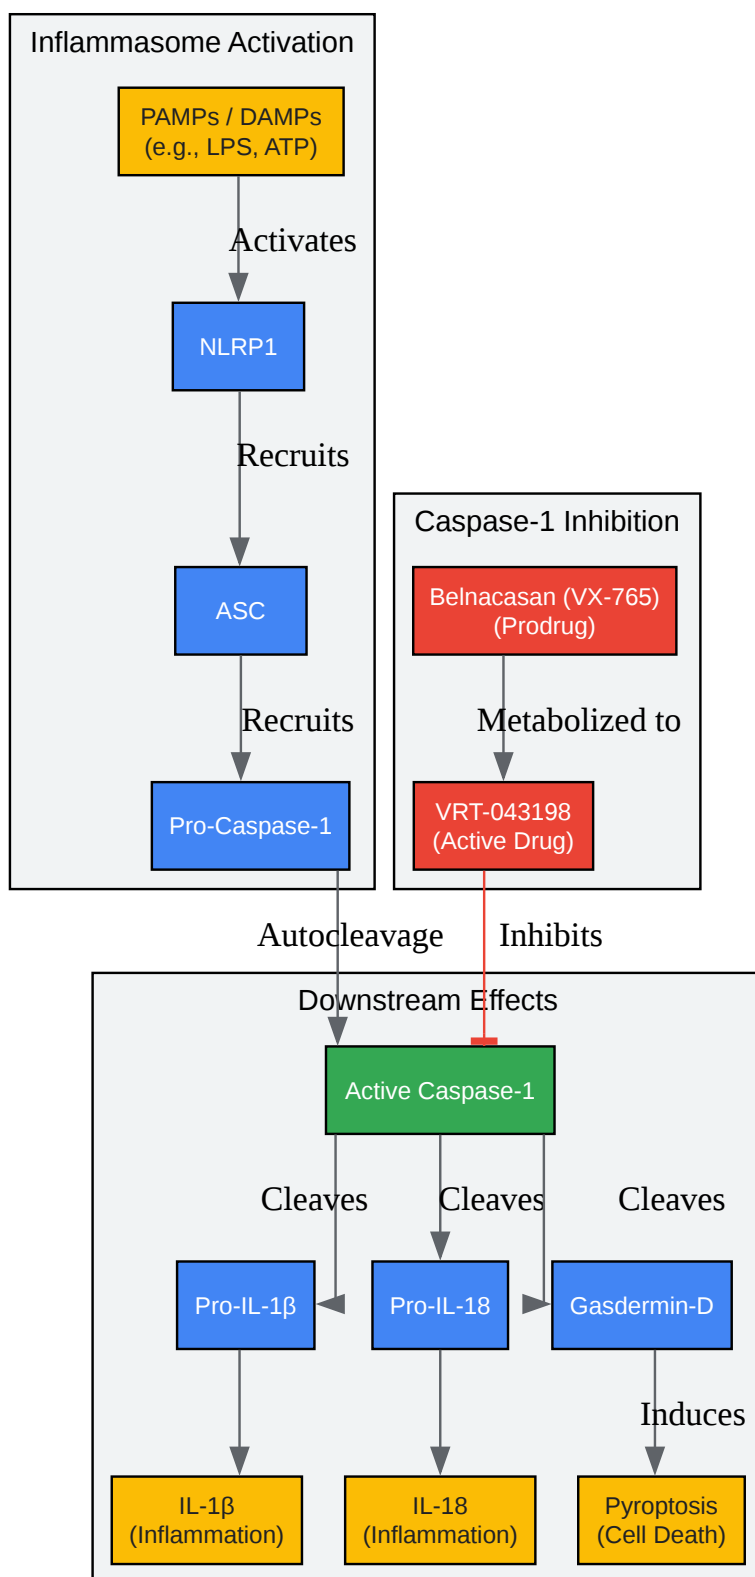 Inflammasome Activation
PAMPs / DAMPs
(e.g., LPS, ATP)
Activates
NLRP1
Recruits
ASC
Recruits
Pro-Caspase-1
Caspase-1 Inhibition
Belnacasan (VX-765)
(Prodrug)
Metabolized to
VRT-043198
(Active Drug)
Autocleavage
Inhibits
Downstream Effects
Active Caspase-1
Cleaves
Cleaves
Cleaves
Pro-IL-1β
Pro-IL-18
Gasdermin-D
Induces
IL-1β
(Inflammation)
IL-18
(Inflammation)
Pyroptosis
(Cell Death)